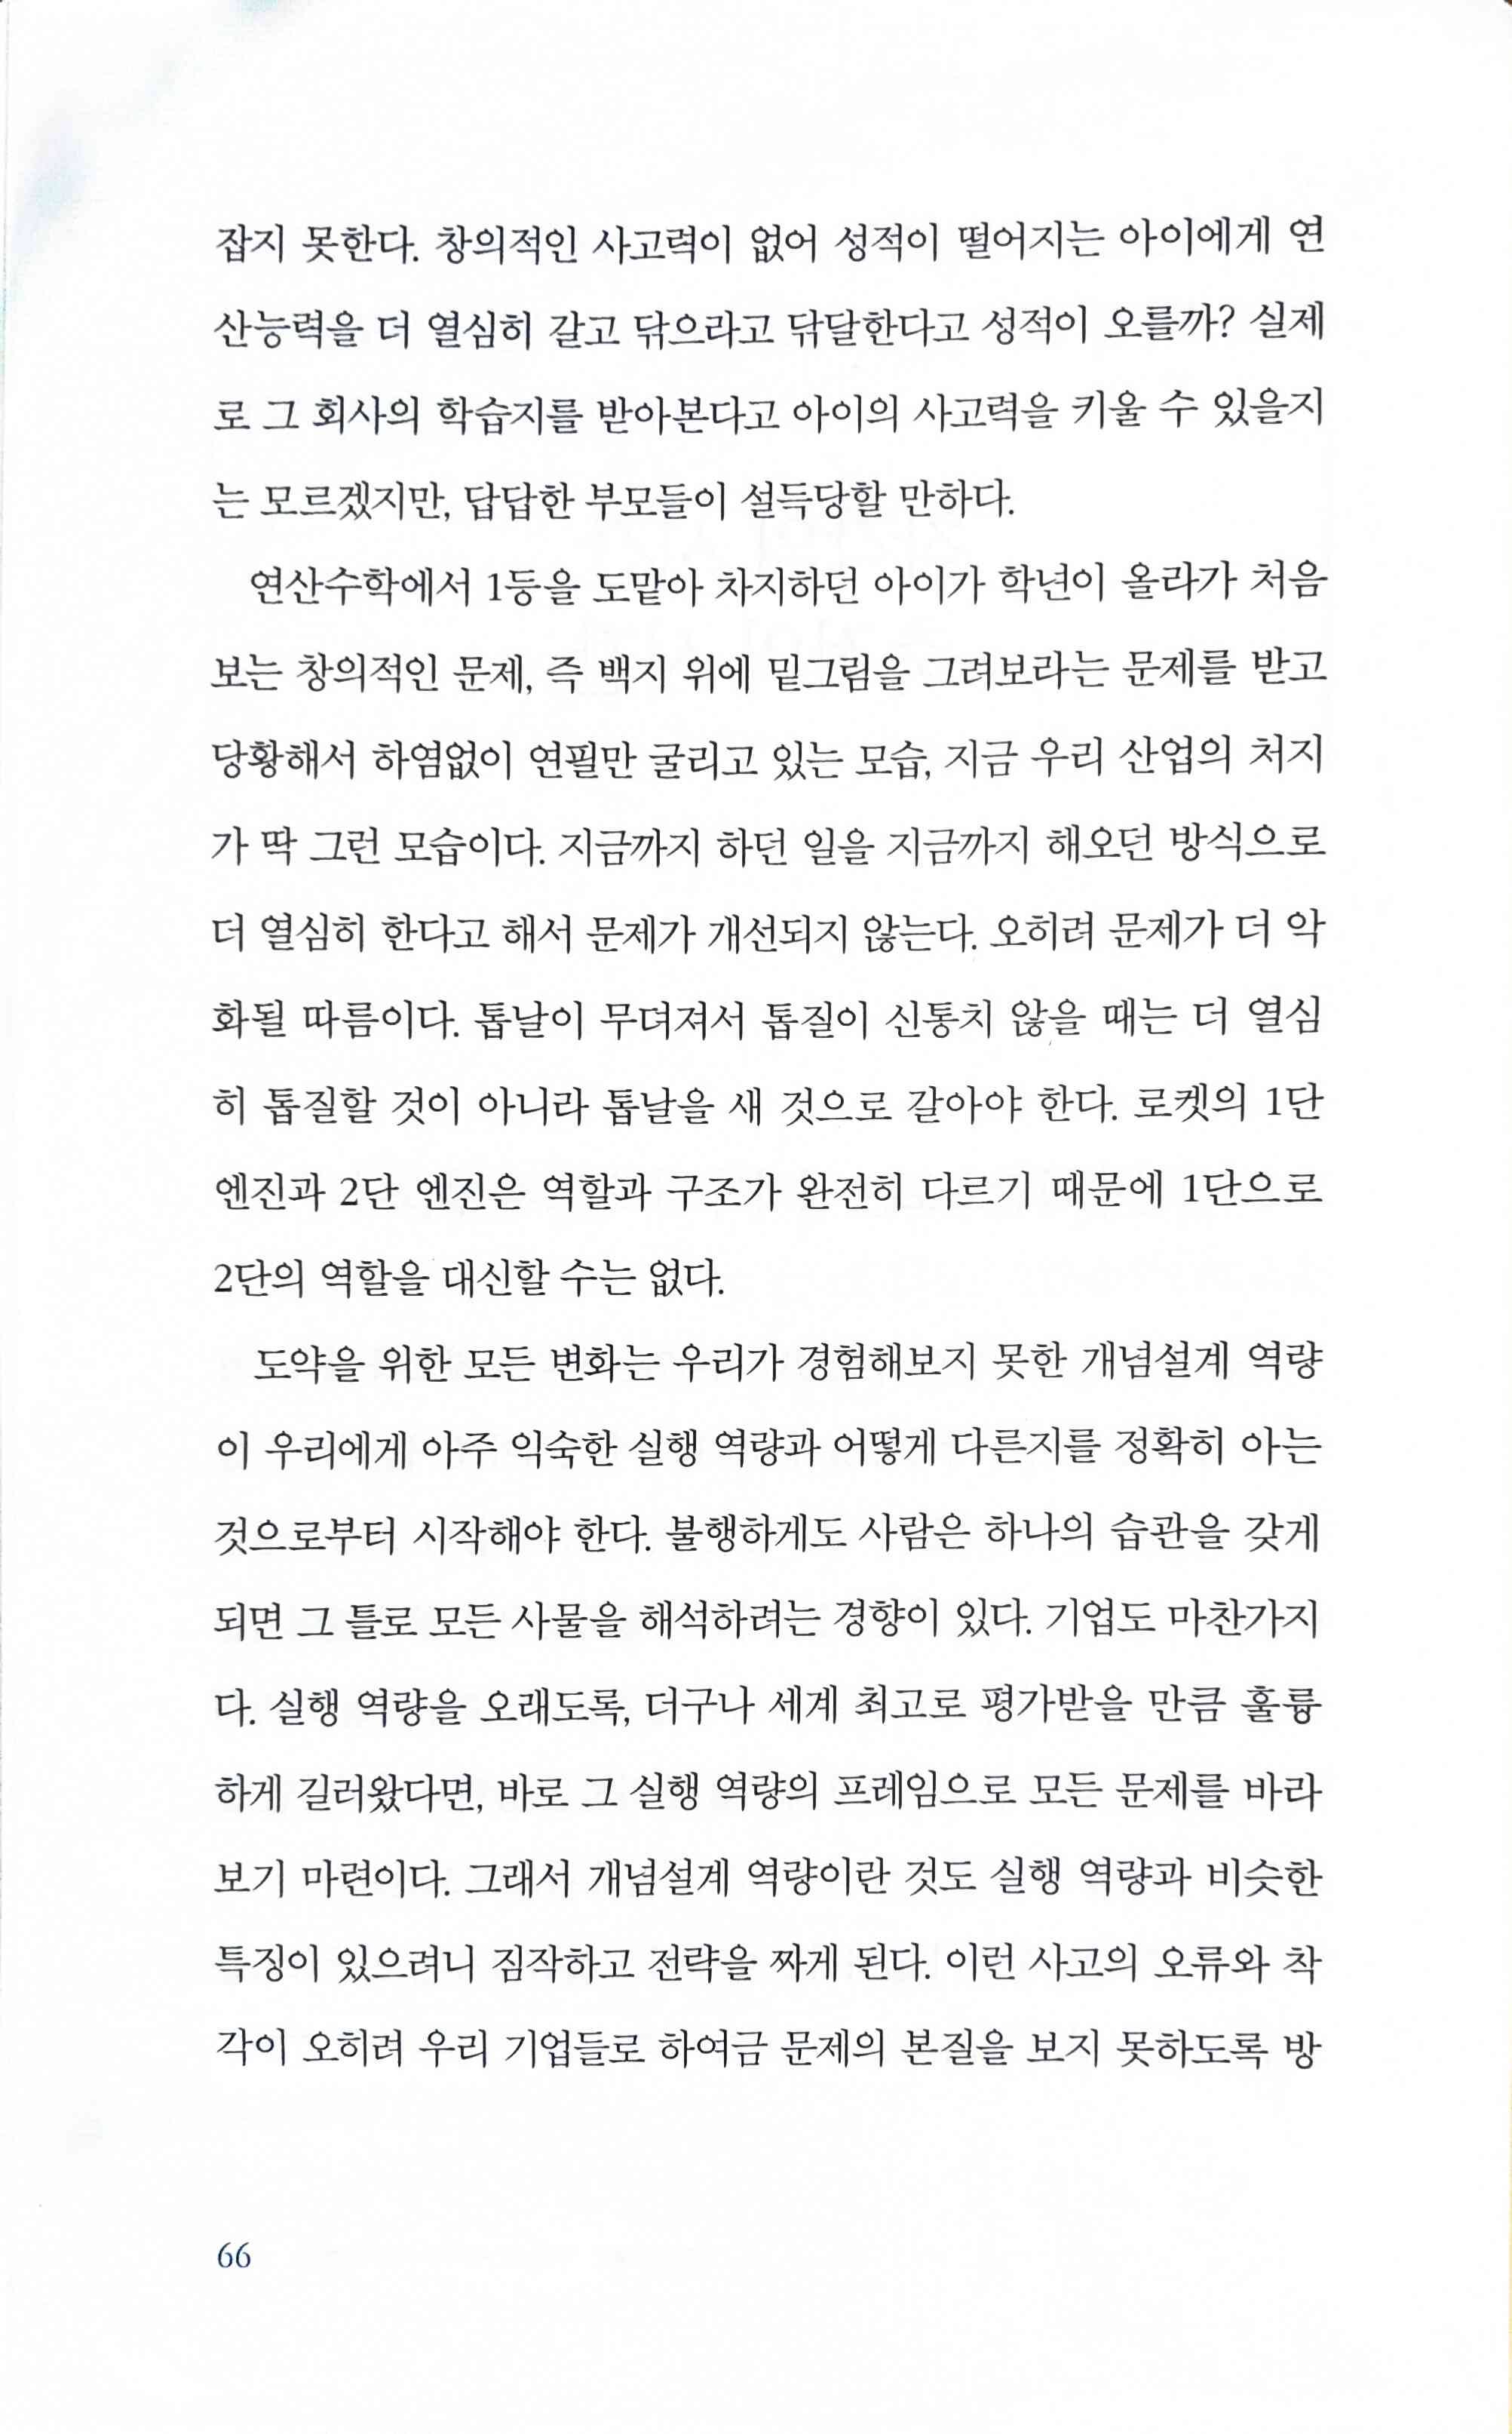 잡지 못한다. 창의적인 사고력이 없어 성적이 떨어지는 아이에게 연
산능력을 더 열심히 갈고 닦으라고 닦달한다고 성적이 오를까? 실제
로 그 회사의 학습지를 받아본다고 아이의 사고력을 키울 수 있을지
는 모르겠지만, 답답한 부모들이 설득당할 만하다.
연산수학에서 1등을 도맡아 차지하던 아이가 학년이 올라가 처음
보는 창의적인 문제, 즉 백지 위에 밑그림을 그려보라는 문제를 받고
당황해서 하염없이 연필만 굴리고 있는 모습, 지금 우리 산업의 처지
가 딱 그런 모습이다. 지금까지 하던 일을 지금까지 해오던 방식으로
더 열심히 한다고 해서 문제가 개선되지 않는다. 오히려 문제가 더 악
화될 따름이다. 톱날이 무뎌져서 톱질이 신통치 않을 때는 더 열심
히 톱질할 것이 아니라 톱날을 새 것으로 갈아야 한다. 로켓의 1단
엔진과 2단 엔진은 역할과 구조가 완전히 다르기 때문에 1단으로
2단의 역할을 대신할 수는 없다.
도약을 위한 모든 변화는 우리가 경험해보지 못한 개념설계 역량
이 우리에게 아주 익숙한 실행 역량과 어떻게 다른지를 정확히 아는
것으로부터 시작해야 한다. 불행하게도 사람은 하나의 습관을 갖게
되면 그 틀로 모든 사물을 해석하려는 경향이 있다. 기업도 마찬가지
다. 실행 역량을 오래도록, 더구나 세계 최고로 평가받을 만큼 훌륭
하게 길러왔다면, 바로 그 실행 역량의 프레임으로 모든 문제를 바라
보기 마련이다. 그래서 개념설계 역량이란 것도 실행 역량과 비슷한
특징이 있으려니 짐작하고 전략을 짜게 된다. 이런 사고의 오류와 착
각이 오히려 우리 기업들로 하여금 문제의 본질을 보지 못하도록 방
66